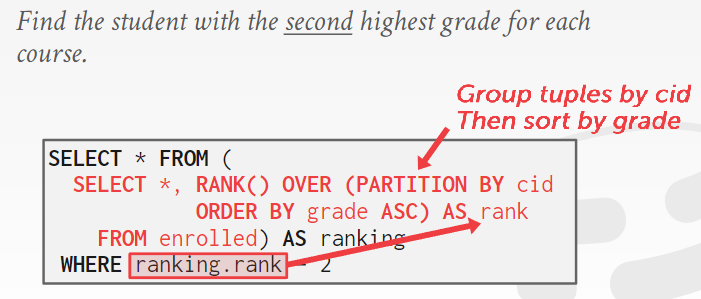 Find the student with the second highest grade for each
course.
Group tuples by cid
Then sort by grade
SELECT * FROM (
SELECT *, RANK() OVER (PARTITION BY cid
ORDER BY grade ASC) AS rank
FROM enrolled) AS ranking
WHERE ranking.rank = 2